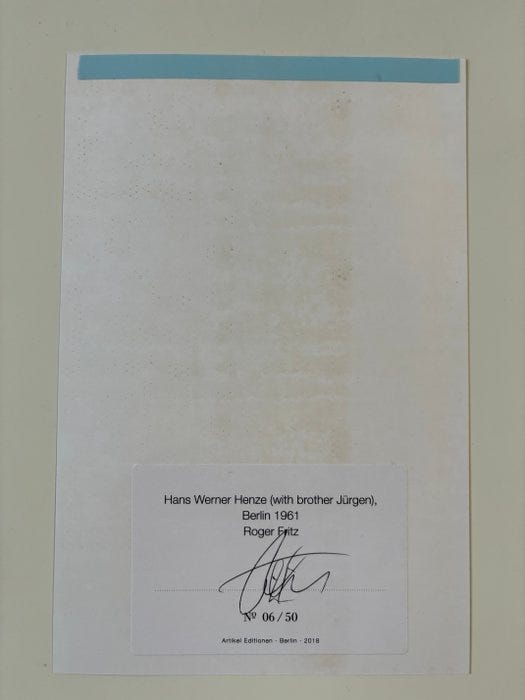 Hans Werner Henze (with brother Jürgen),
Berlin 1961
Roger Fritz
Nº 06 / 50
Artikel Editionen - Berlin - 2018